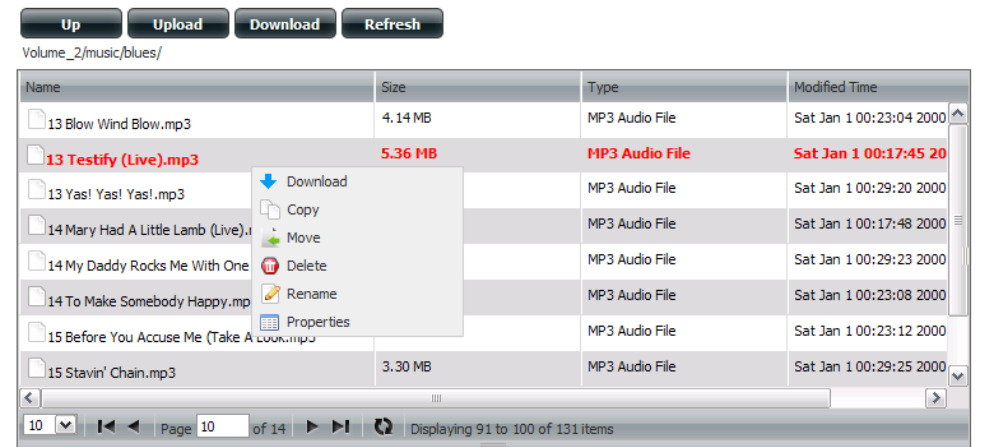 Up Upload Download Refresh
Volume_2/music/blues/
Name Size Type Modified Time
13 Blow Wind Blow.mp3 4.14 MB MP3 Audio File Sat Jan 1 00:23:04 2000
13 Testify (Live).mp3 5.36 MB MP3 Audio File Sat Jan 1 00:17:45 20
Download
13 Yas! Yas! Yas!.mp3 MP3 Audio File Sat Jan 1 00:29:20 2000
Copy
14 Mary Had A Little Lamb (Live). MP3 Audio File Sat Jan 1 00:17:48 2000
Move
14 My Daddy Rocks Me With One MP3 Audio File Sat Jan 1 00:29:23 2000
Delete
14 To Make Somebody Happy.mp MP3 Audio File Sat Jan 1 00:23:08 2000
Rename
Properties
15 Before You Accuse Me (Take A Look.mp3 MP3 Audio File Sat Jan 1 00:23:12 2000
15 Stavin' Chain.mp3 3.30 MB MP3 Audio File Sat Jan 1 00:29:25 2000
10 Page 10 of 14 Displaying 91 to 100 of 131 items